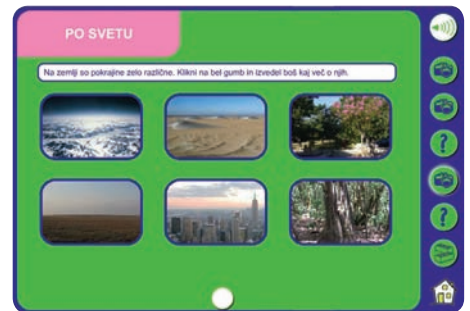 PO SVETU
Na zemlji so pokrajine zelo različne. Klikni na bel gumb in izvedel boš kaj več o njih.
?
?